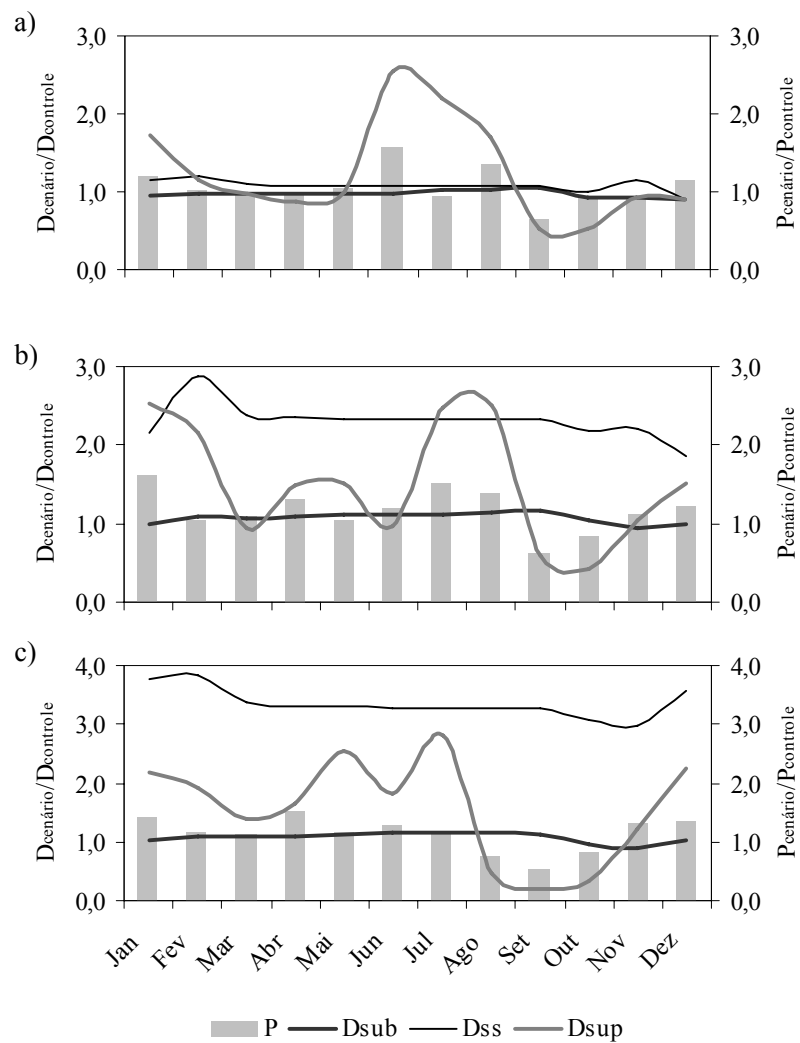 a)
3,0
2,0
1,0
0,0
Dcenário/Dcontrole
3,0
2,0
1,0
0,0
Pcenário/Pcontrole
b)
3,0
2,0
1,0
0,0
Dcenário/Dcontrole
3,0
2,0
1,0
0,0
Pcenário/Pcontrole
c)
4,0
3,0
2,0
1,0
0,0
Dcenário/Dcontrole
4,0
3,0
2,0
1,0
0,0
Pcenário/Pcontrole
Jan Fev Mar Abr Mai Jun Jul Ago Set Out Nov Dez
P Dsub Dss Dsup